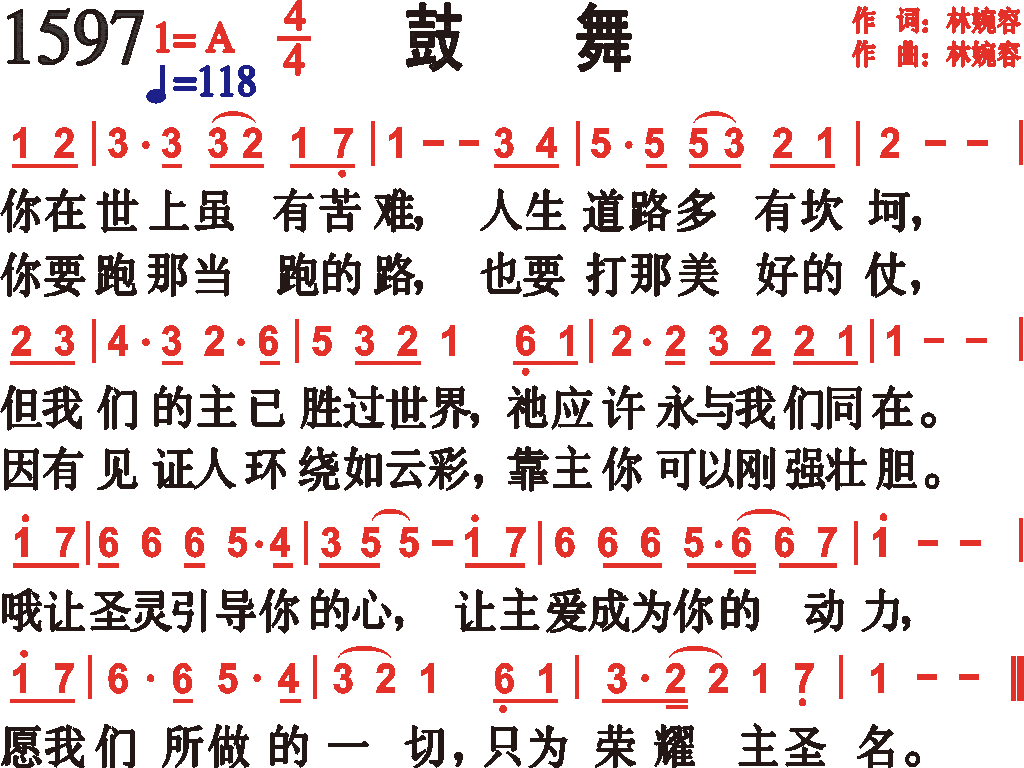 1597 1= A 4/4 鼓 舞 作 词：林婉容
♩=118 作 曲：林婉容
1 2 | 3 · 3 3 2 1 7̣ | 1 - - 3 4 | 5 · 5 5 3 2 1 | 2 - - |
你在世上虽 有苦难， 人生道路多 有坎坷，
你要跑那当 跑的路， 也要打那美 好的仗，
2 3 | 4 · 3 2 · 6 | 5 3 2 1 6̣ 1 | 2 · 2 3 2 2 1 | 1 - - |
但我们的主已胜过世界，祂应许永与我们同在。
因有见证人环绕如云彩，靠主你可以刚强壮胆。
1̇ 7 | 6 6 6 5 · 4 | 3 5 5 - 1̇ 7 | 6 6 6 5 · 6 6 7 | 1̇ - - |
哦让圣灵引导你的心， 让主爱成为你的 动力，
1̇ 7 | 6 · 6 5 · 4 | 3 2 1 6̣ 1 | 3 · 2 2 1 7̣ | 1 - - ‖
愿我们 所做的一 切，只为荣耀 主圣名。